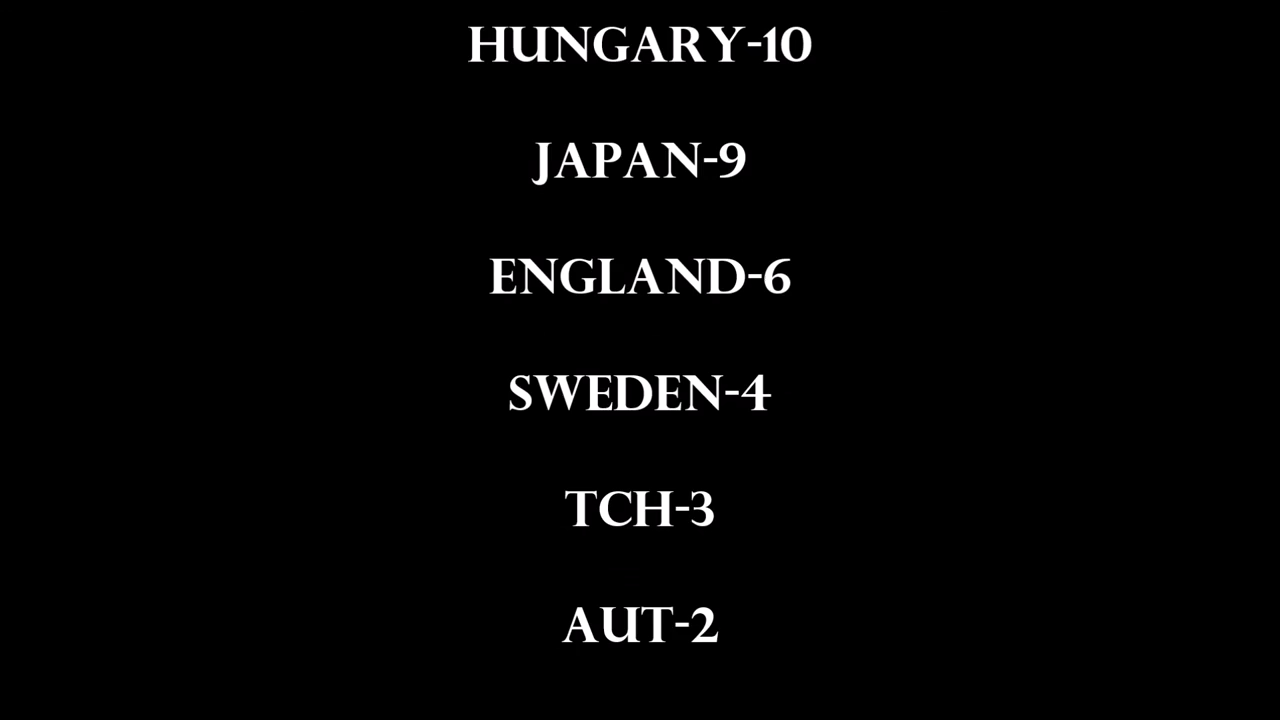 HUNGARY-10
JAPAN-9
ENGLAND-6
SWEDEN-4
TCH-3
AUT-2